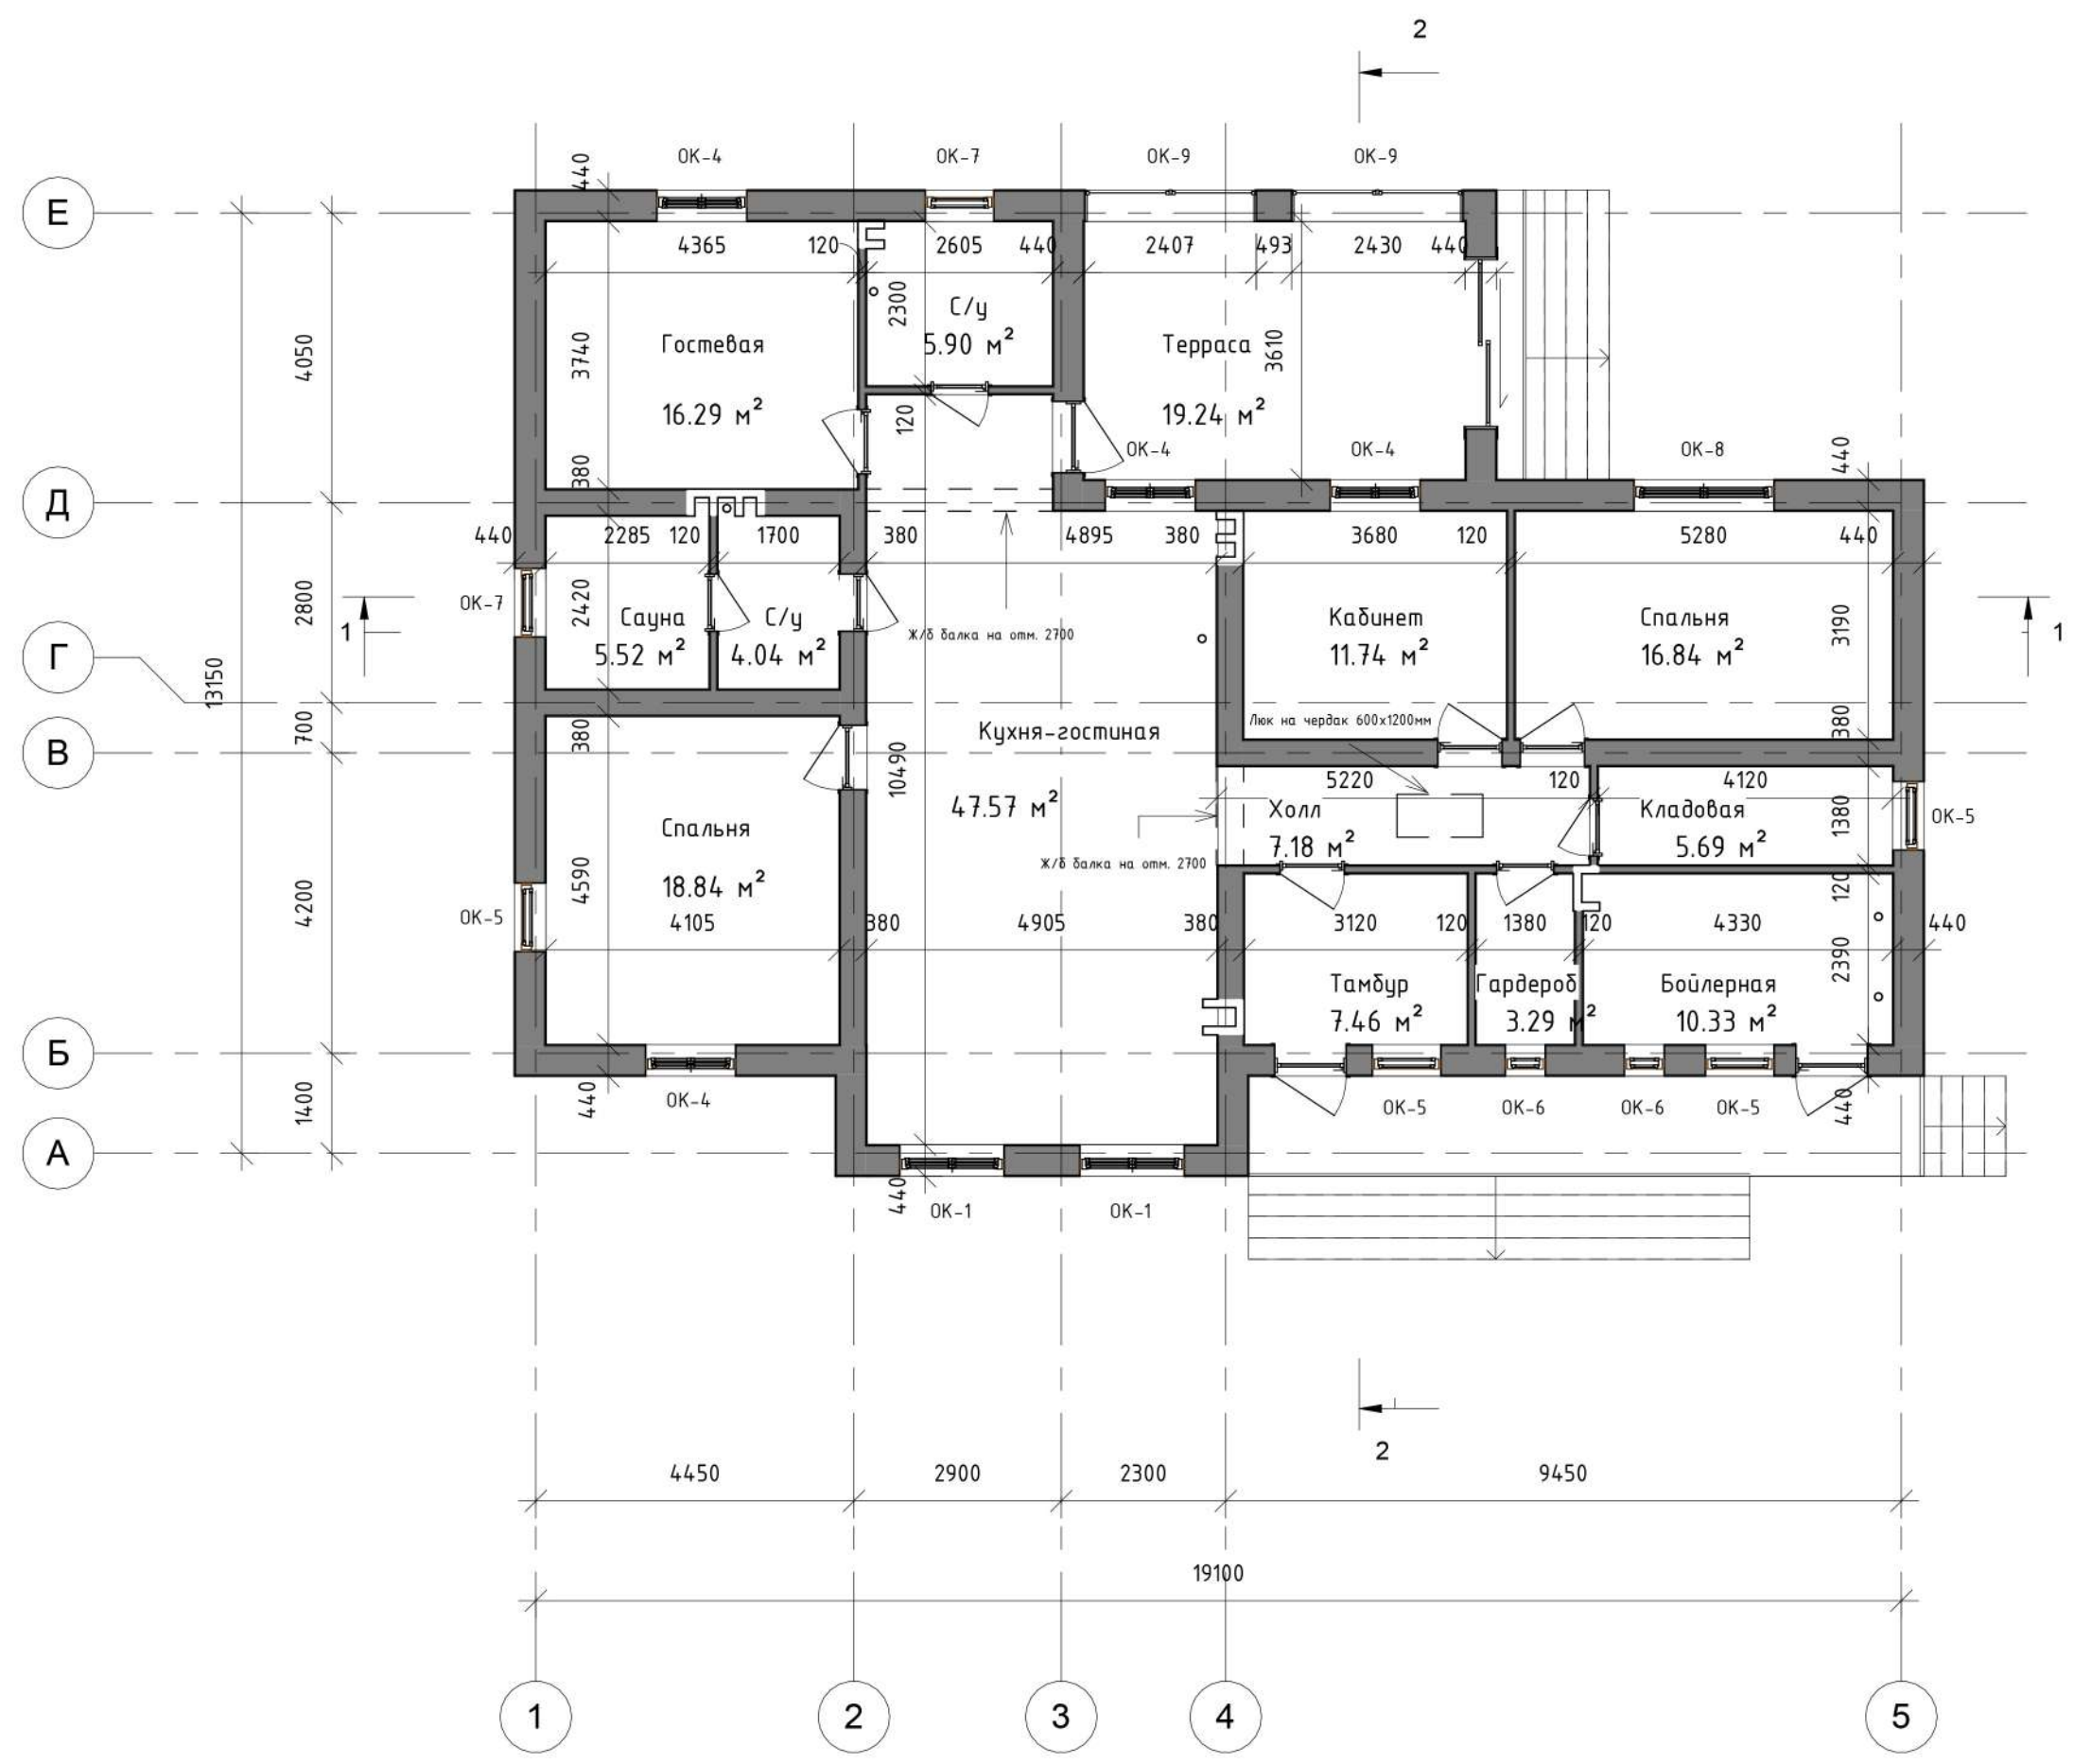 2
ОК-4
ОК-7
ОК-9
ОК-9
440
Е
4365
120
2605
440
2407
493
2430
440
2300
С/у
5.90 м²
4050
3740
Гостевая
16.29 м²
Терраса
19.24 м²
3610
120
380
ОК-4
ОК-4
ОК-8
440
Д
440
2285
120
1700
380
4895
380
3680
120
5280
440
ОК-7
2800
1
2420
Сауна
5.52 м²
С/у
4.04 м²
Ж/б балка на отм. 2700
Кабинет
11.74 м²
Спальня
16.84 м²
3190
1
Г
13150
700
380
Кухня-гостиная
47.57 м²
10490
Люк на чердак 600х1200мм
380
В
5220
120
4120
Холл
7.18 м²
Кладовая
5.69 м²
1380
ОК-5
Ж/б балка на отм. 2700
Спальня
18.84 м²
4200
4590
ОК-5
4105
380
4905
380
3120
120
1380
120
4330
120
440
2390
Тамбур
7.46 м²
Гардероб
3.29 м²
Бойлерная
10.33 м²
Б
1400
440
ОК-4
ОК-5
ОК-6
ОК-6
ОК-5
440
А
440
ОК-1
ОК-1
2
4450
2900
2300
9450
19100
1
2
3
4
5